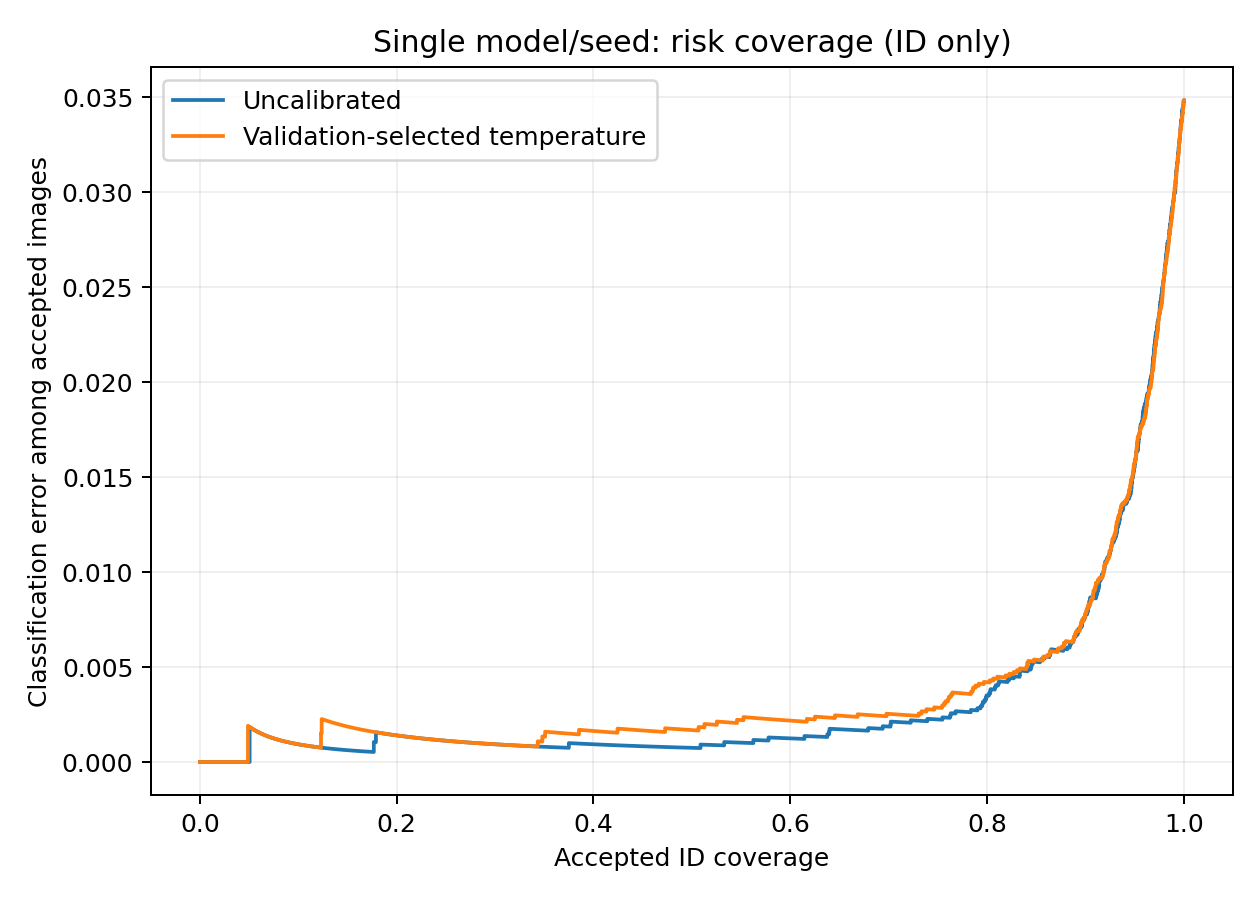 Single model/seed: risk coverage (ID only)
Uncalibrated
Validation-selected temperature
Classification error among accepted images
0.035
0.030
0.025
0.020
0.015
0.010
0.005
0.000
0.0 0.2 0.4 0.6 0.8 1.0
Accepted ID coverage